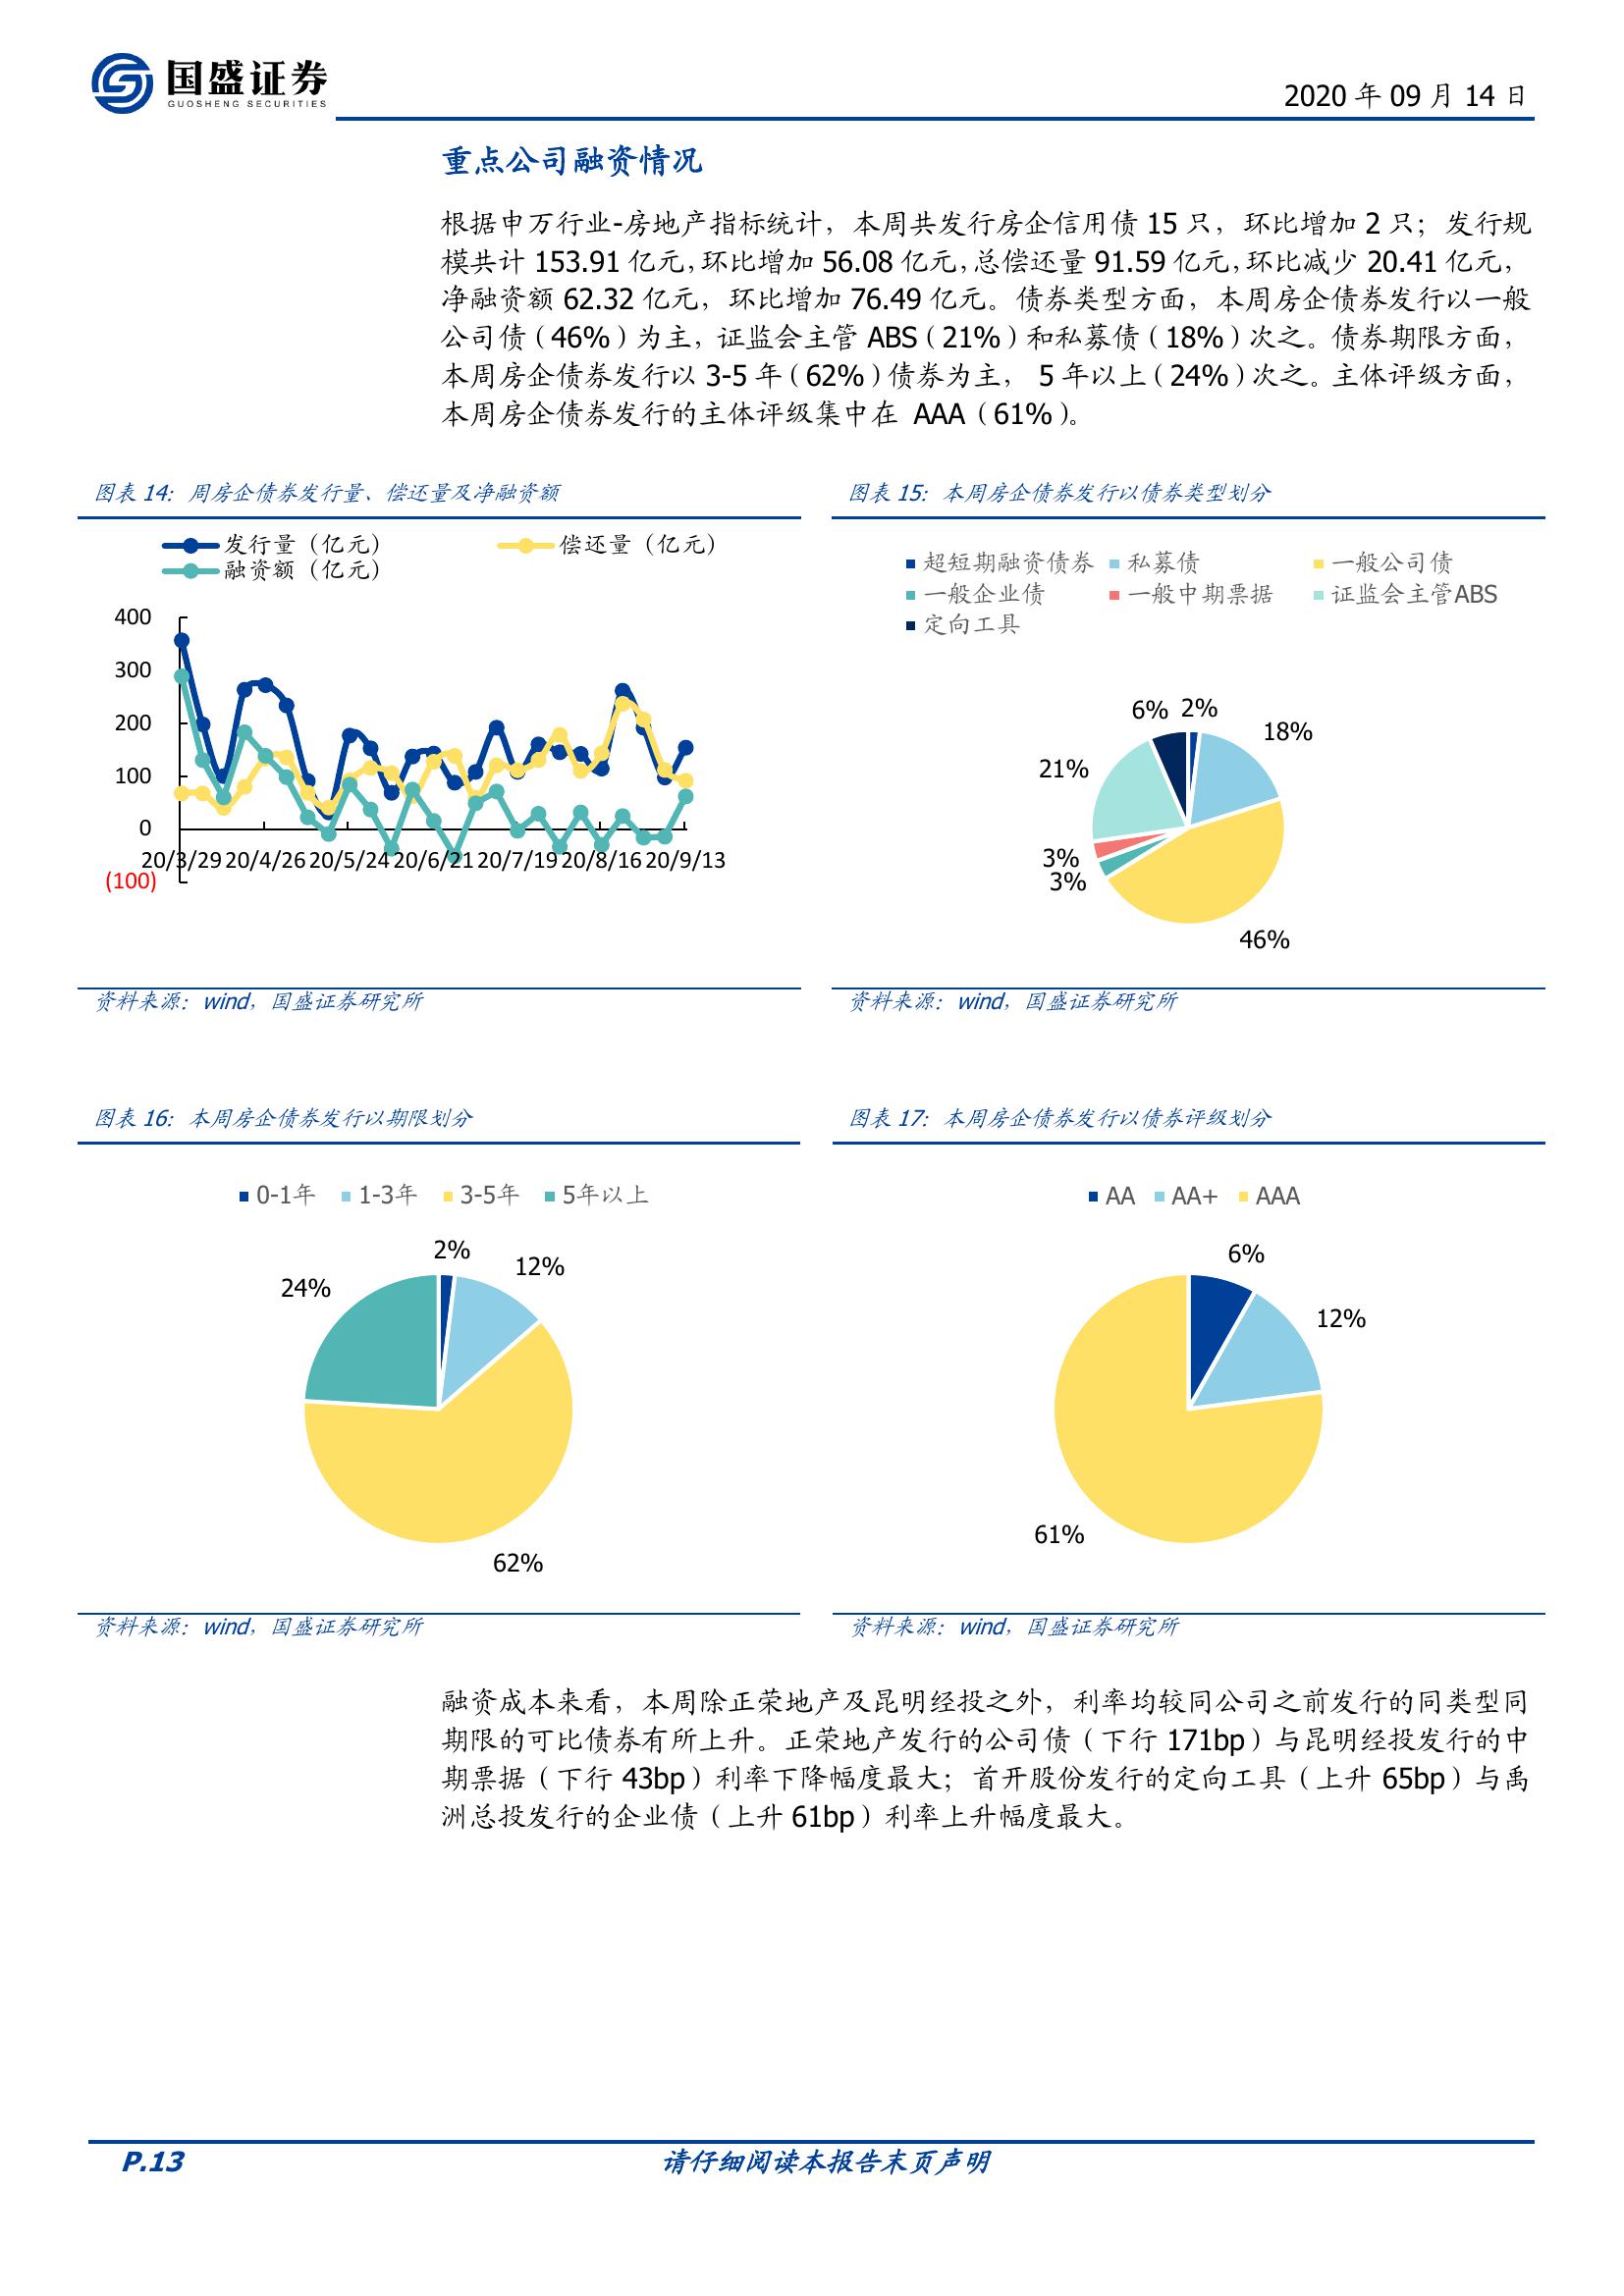 国盛证券
GUOSHENG SECURITIES
2020 年 09 月 14 日
重点公司融资情况
根据申万行业-房地产指标统计，本周共发行房企信用债 15 只，环比增加 2 只；发行规
模共计 153.91 亿元，环比增加 56.08 亿元，总偿还量 91.59 亿元，环比减少 20.41 亿元，
净融资额 62.32 亿元，环比增加 76.49 亿元。债券类型方面，本周房企债券发行以一般
公司债（46%）为主，证监会主管 ABS（21%）和私募债（18%）次之。债券期限方面，
本周房企债券发行以 3-5 年（62%）债券为主， 5 年以上（24%）次之。主体评级方面，
本周房企债券发行的主体评级集中在 AAA（61%）。
图表 14：周房企债券发行量、偿还量及净融资额
发行量（亿元） 偿还量（亿元）
融资额（亿元）
400
300
200
100
0
(100)
20/3/29 20/4/26 20/5/24 20/6/21 20/7/19 20/8/16 20/9/13
资料来源：wind，国盛证券研究所
图表 15：本周房企债券发行以债券类型划分
超短期融资债券 私募债 一般公司债
一般企业债 一般中期票据 证监会主管ABS
定向工具
6% 2%
18%
21%
3%
3%
46%
资料来源：wind，国盛证券研究所
图表 16：本周房企债券发行以期限划分
0-1年 1-3年 3-5年 5年以上
2%
12%
24%
62%
资料来源：wind，国盛证券研究所
图表 17：本周房企债券发行以债券评级划分
AA AA+ AAA
6%
12%
61%
资料来源：wind，国盛证券研究所
融资成本来看，本周除正荣地产及昆明经投之外，利率均较同公司之前发行的同类型同
期限的可比债券有所上升。正荣地产发行的公司债（下行 171bp）与昆明经投发行的中
期票据（下行 43bp）利率下降幅度最大；首开股份发行的定向工具（上升 65bp）与禹
洲总投发行的企业债（上升 61bp）利率上升幅度最大。
P.13
请仔细阅读本报告末页声明